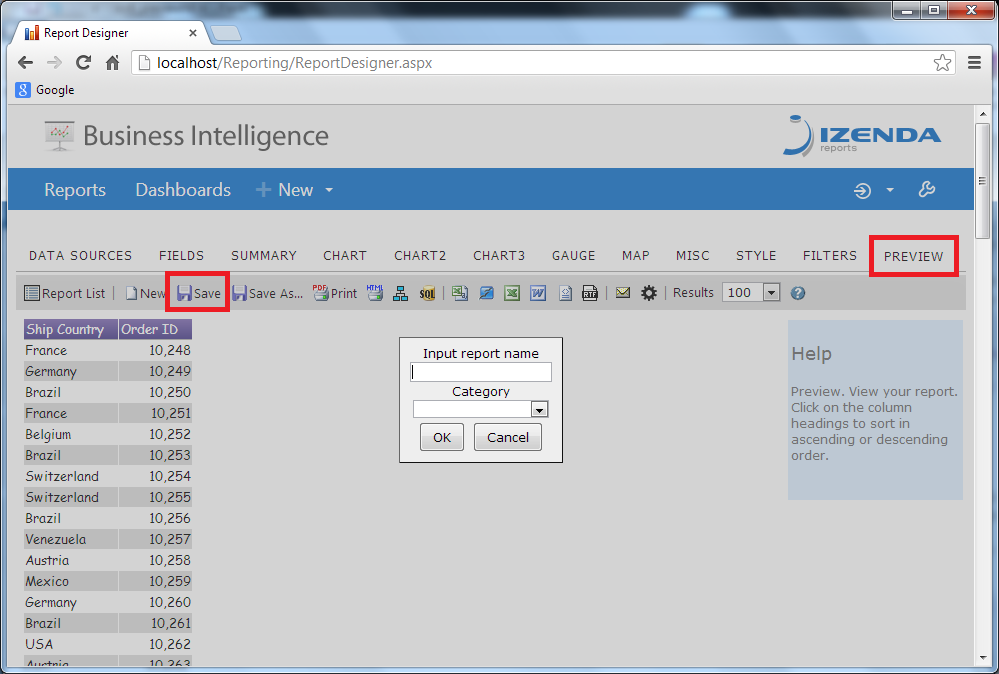 Report Designer
localhost/Reporting/ReportDesigner.aspx
8 Google
Business Intelligence
IZENDA
reports
Reports Dashboards + New
DATA SOURCES FIELDS SUMMARY CHART CHART2 CHART3 GAUGE MAP MISC STYLE FILTERS PREVIEW
Report List New Save Save As... PDF Print HTML SQL RTF Results 100 ?
Ship Country Order ID
France 10,248
Germany 10,249
Brazil 10,250
France 10,251
Belgium 10,252
Brazil 10,253
Switzerland 10,254
Switzerland 10,255
Brazil 10,256
Venezuela 10,257
Austria 10,258
Mexico 10,259
Germany 10,260
Brazil 10,261
USA 10,262
Austria 10,263
Input report name
Category
OK Cancel
Help
Preview. View your report.
Click on the column
headings to sort in
ascending or descending
order.